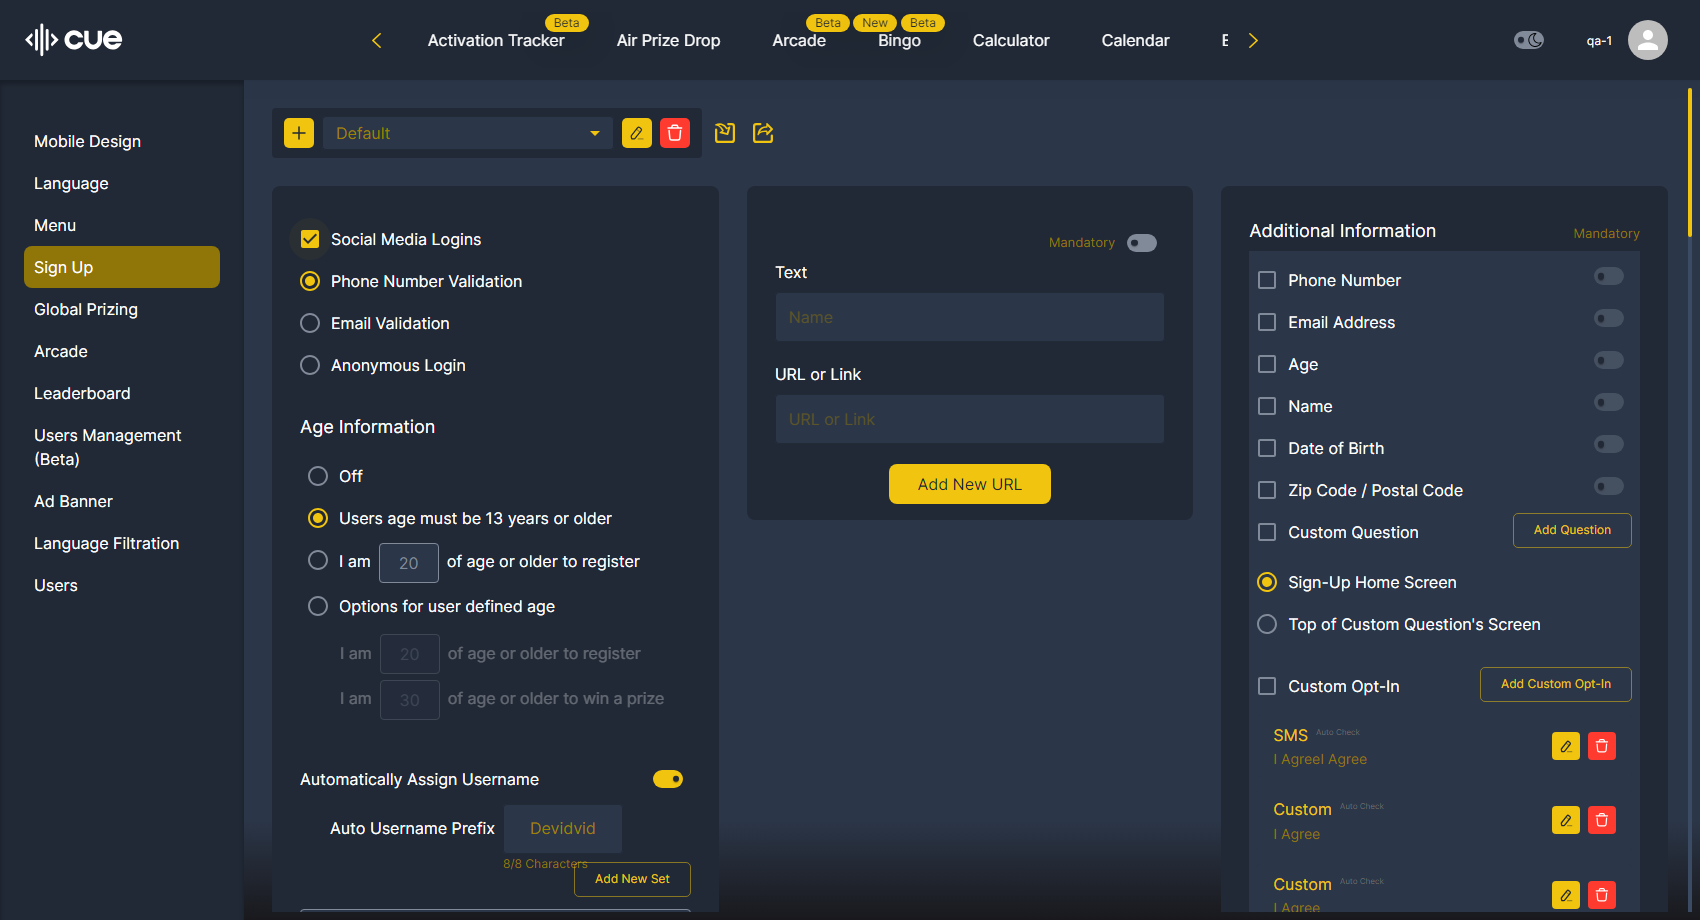 cue
Beta
Activation Tracker
Air Prize Drop
Beta
Arcade
New
Beta
Bingo
Calculator
Calendar
qa-1
Mobile Design
Language
Menu
Sign Up
Global Prizing
Arcade
Leaderboard
Users Management
(Beta)
Ad Banner
Language Filtration
Users
Default
Social Media Logins
Phone Number Validation
Email Validation
Anonymous Login
Age Information
Off
Users age must be 13 years or older
I am 20 of age or older to register
Options for user defined age
I am 20 of age or older to register
I am 30 of age or older to win a prize
Automatically Assign Username
Auto Username Prefix Devidvid
8/8 Characters
Add New Set
Mandatory
Text
Name
URL or Link
URL or Link
Add New URL
Additional Information
Mandatory
Phone Number
Email Address
Age
Name
Date of Birth
Zip Code / Postal Code
Custom Question
Add Question
Sign-Up Home Screen
Top of Custom Question's Screen
Custom Opt-In
Add Custom Opt-In
SMS Auto Check
I AgreeI Agree
Custom Auto Check
I Agree
Custom Auto Check
I Agree